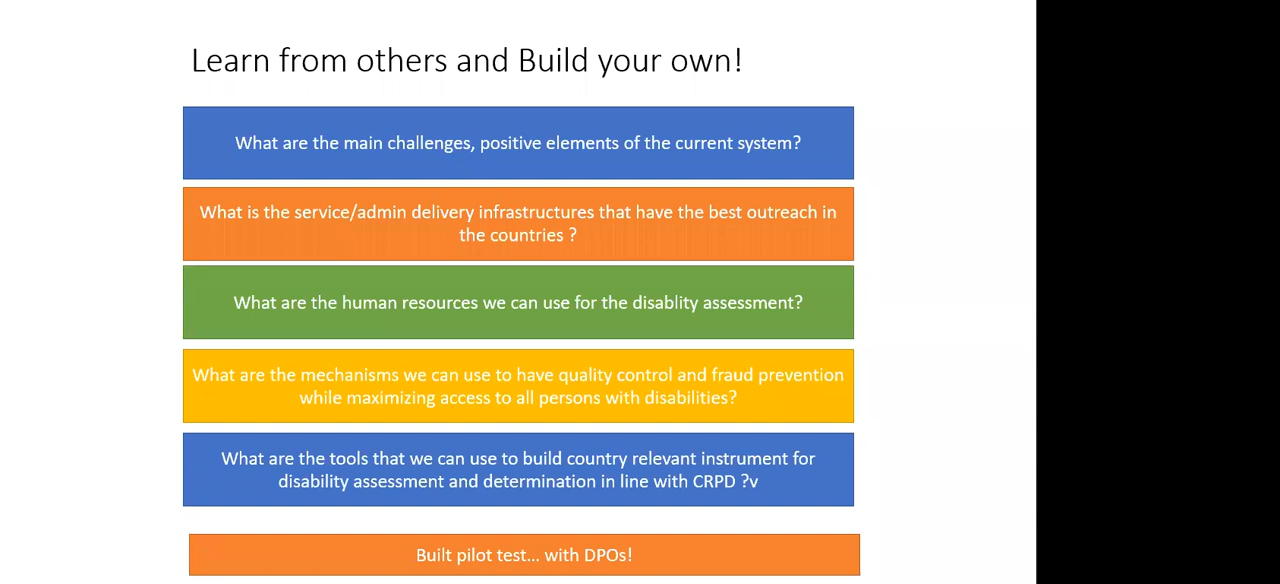 Learn from others and Build your own!
What are the main challenges, positive elements of the current system?
What is the service/admin delivery infrastructures that have the best outreach in
the countries ?
What are the human resources we can use for the disablity assessment?
What are the mechanisms we can use to have quality control and fraud prevention
while maximizing access to all persons with disabilities?
What are the tools that we can use to build country relevant instrument for
disability assessment and determination in line with CRPD ?v
Built pilot test... with DPOs!